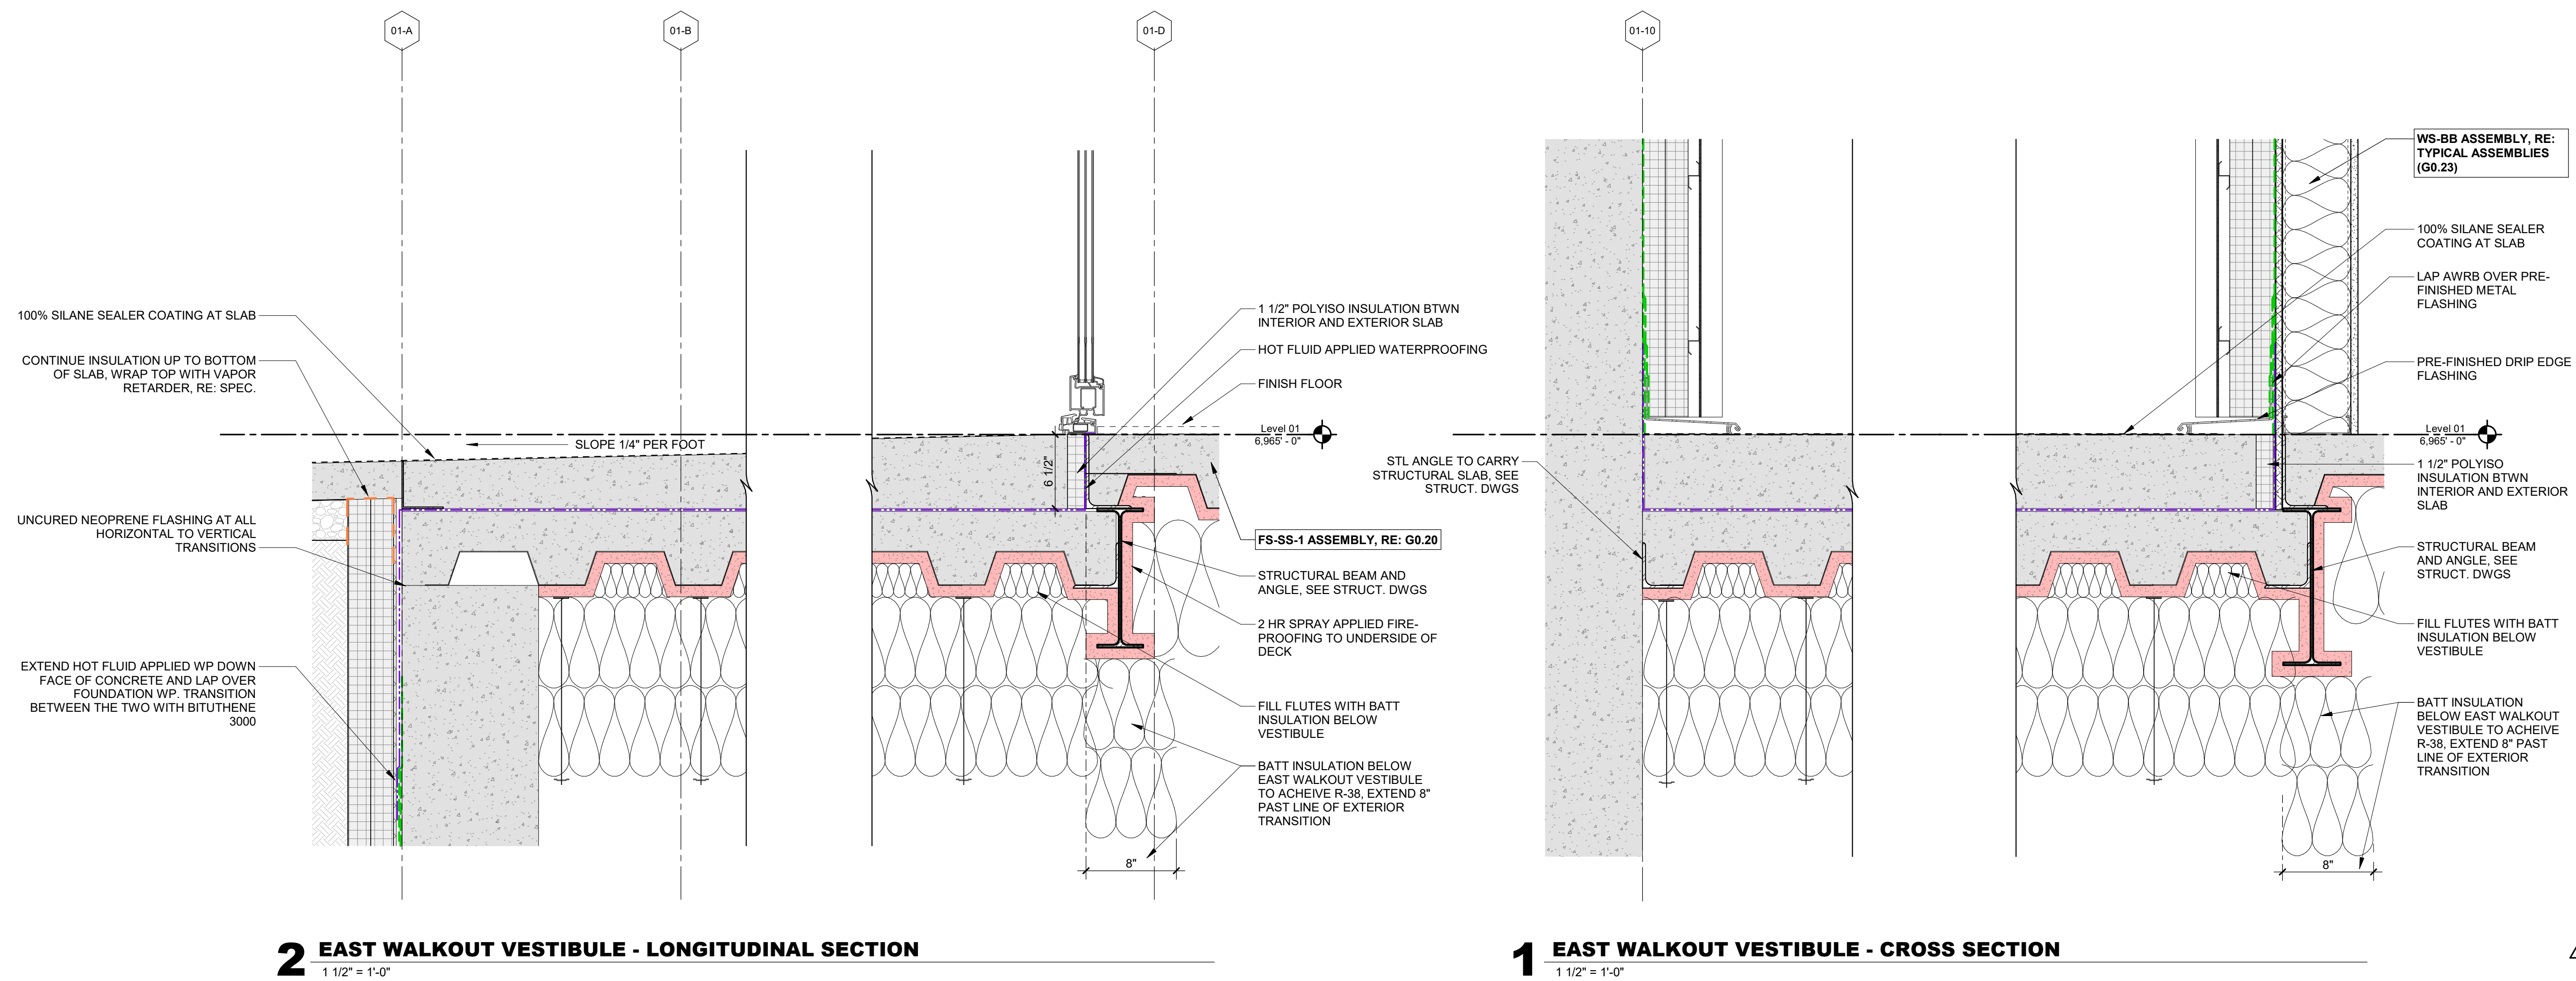 01-A
01-B
01-D
100% SILANE SEALER COATING AT SLAB
CONTINUE INSULATION UP TO BOTTOM
OF SLAB, WRAP TOP WITH VAPOR
RETARDER, RE: SPEC.
UNCURED NEOPRENE FLASHING AT ALL
HORIZONTAL TO VERTICAL
TRANSITIONS
EXTEND HOT FLUID APPLIED WP DOWN
FACE OF CONCRETE AND LAP OVER
FOUNDATION WP. TRANSITION
BETWEEN THE TWO WITH BITUTHENE
3000
SLOPE 1/4" PER FOOT
6 1/2"
8"
1 1/2" POLYISO INSULATION BTWN
INTERIOR AND EXTERIOR SLAB
HOT FLUID APPLIED WATERPROOFING
FINISH FLOOR
Level 01
6,965' - 0"
FS-SS-1 ASSEMBLY, RE: G0.20
STRUCTURAL BEAM AND
ANGLE, SEE STRUCT. DWGS
2 HR SPRAY APPLIED FIRE-
PROOFING TO UNDERSIDE OF
DECK
FILL FLUTES WITH BATT
INSULATION BELOW
VESTIBULE
BATT INSULATION BELOW
EAST WALKOUT VESTIBULE
TO ACHEIVE R-38, EXTEND 8"
PAST LINE OF EXTERIOR
TRANSITION
2 EAST WALKOUT VESTIBULE - LONGITUDINAL SECTION
1 1/2" = 1'-0"
01-10
STL ANGLE TO CARRY
STRUCTURAL SLAB, SEE
STRUCT. DWGS
WS-BB ASSEMBLY, RE:
TYPICAL ASSEMBLIES
(G0.23)
100% SILANE SEALER
COATING AT SLAB
LAP AWRB OVER PRE-
FINISHED METAL
FLASHING
PRE-FINISHED DRIP EDGE
FLASHING
Level 01
6,965' - 0"
1 1/2" POLYISO
INSULATION BTWN
INTERIOR AND EXTERIOR
SLAB
STRUCTURAL BEAM
AND ANGLE, SEE
STRUCT. DWGS
FILL FLUTES WITH BATT
INSULATION BELOW
VESTIBULE
BATT INSULATION
BELOW EAST WALKOUT
VESTIBULE TO ACHEIVE
R-38, EXTEND 8" PAST
LINE OF EXTERIOR
TRANSITION
8"
1 EAST WALKOUT VESTIBULE - CROSS SECTION
1 1/2" = 1'-0"